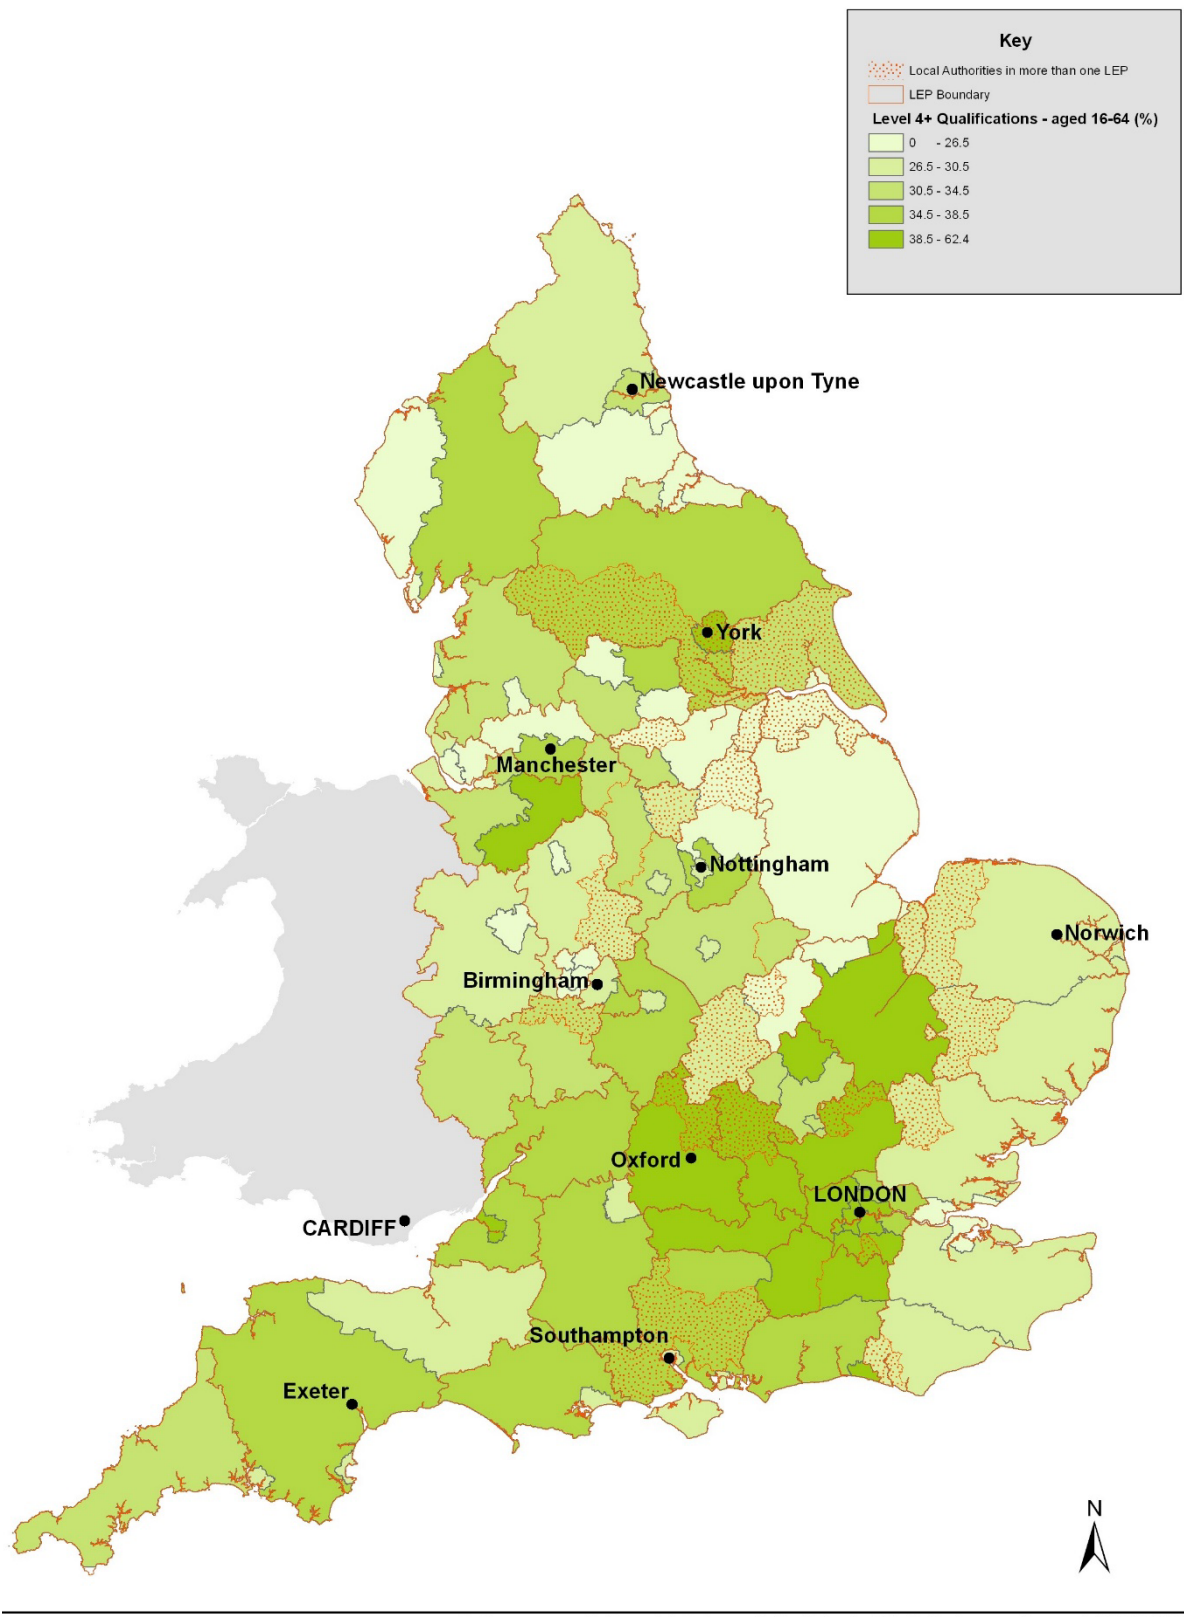 Key
Local Authorities in more than one LEP
LEP Boundary
Level 4+ Qualifications - aged 16-64 (%)
0 - 26.5
26.5 - 30.5
30.5 - 34.5
34.5 - 38.5
38.5 - 62.4
Newcastle upon Tyne
York
Manchester
Nottingham
Norwich
Birmingham
Oxford
LONDON
CARDIFF
Southampton
Exeter
N